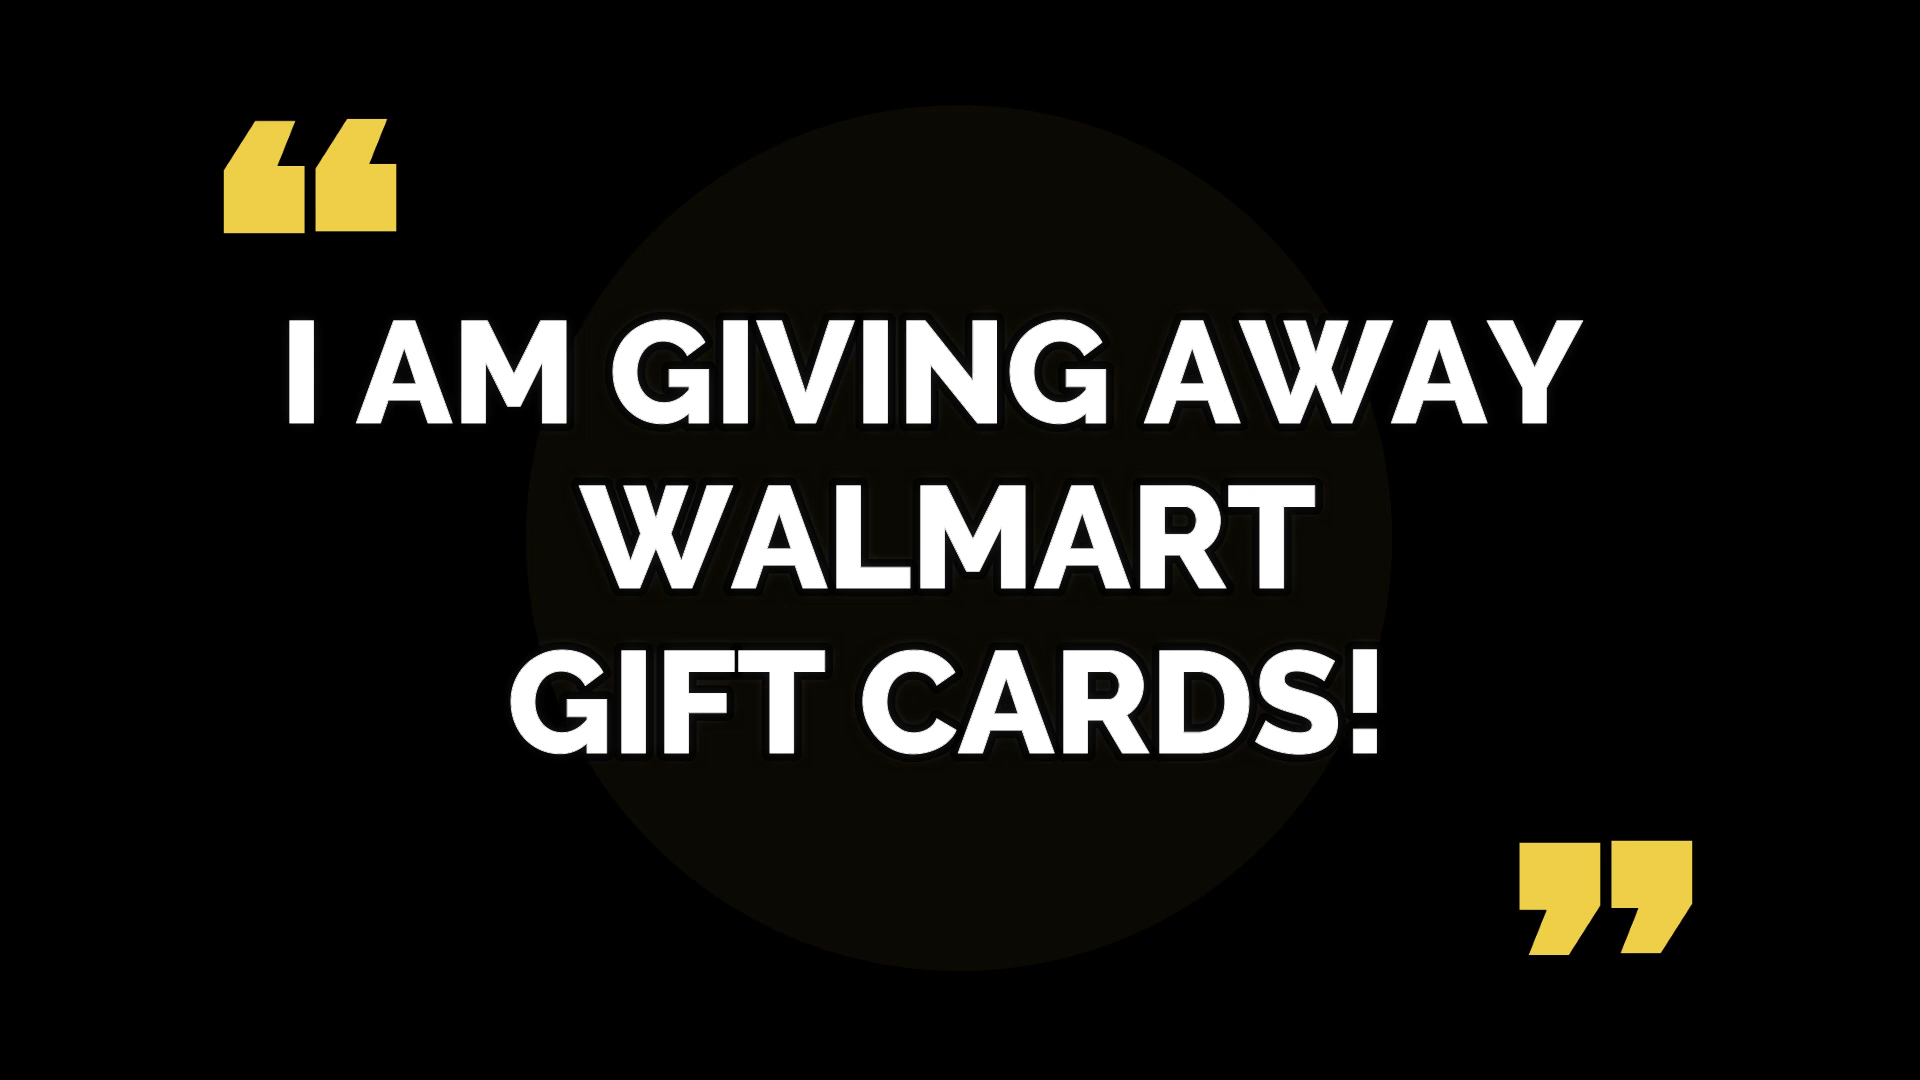 “
I AM GIVING AWAY
WALMART
GIFT CARDS!
”